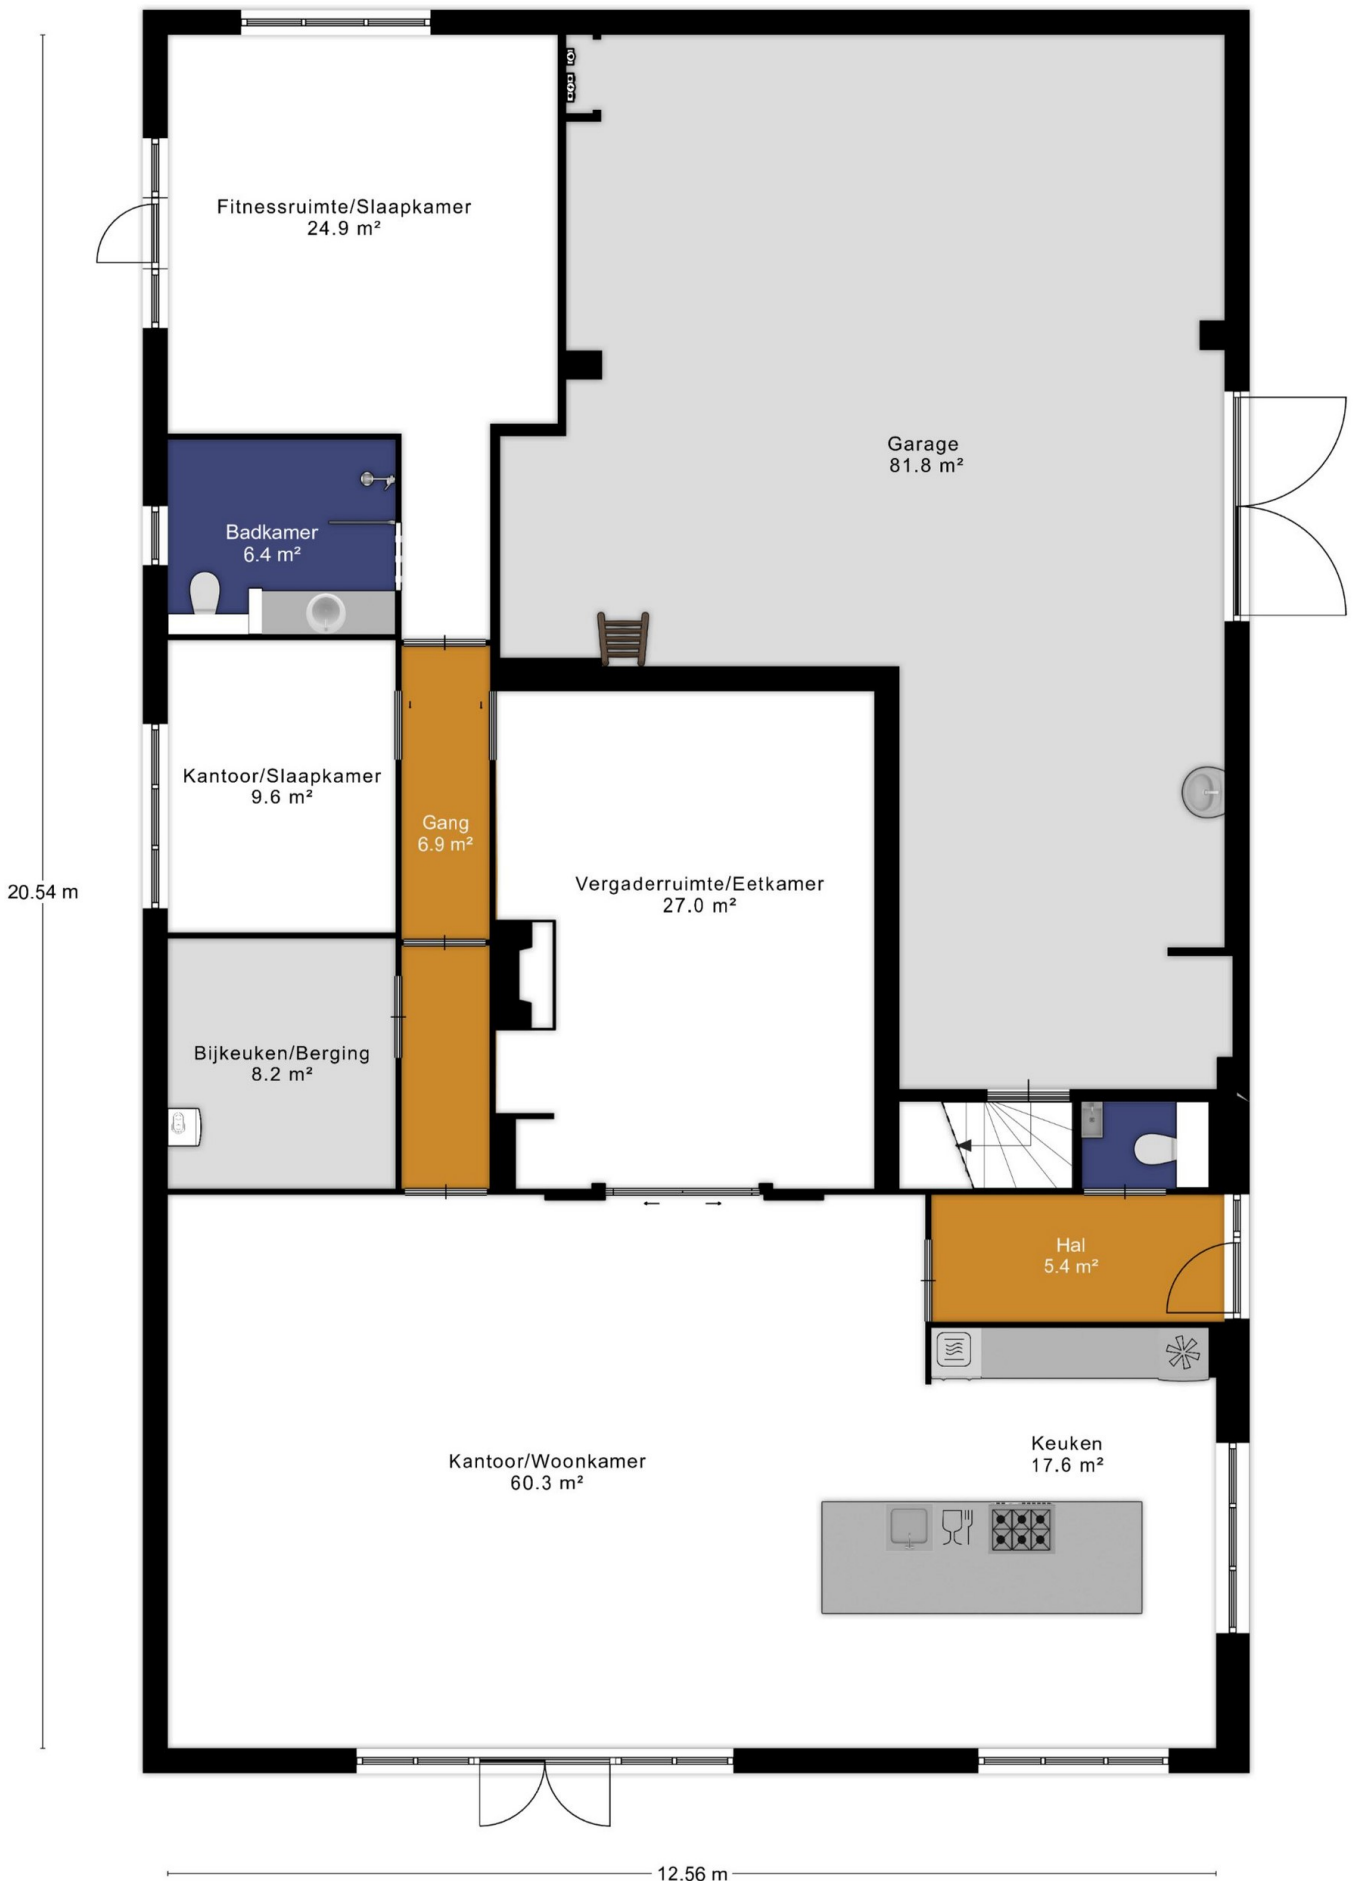 Fitnessruimte/Slaapkamer
24.9 m²
Garage
81.8 m²
Badkamer
6.4 m²
Kantoor/Slaapkamer
9.6 m²
Gang
6.9 m²
Vergaderruimte/Eetkamer
27.0 m²
20.54 m
Bijkeuken/Berging
8.2 m²
Hal
5.4 m²
Keuken
17.6 m²
Kantoor/Woonkamer
60.3 m²
12.56 m